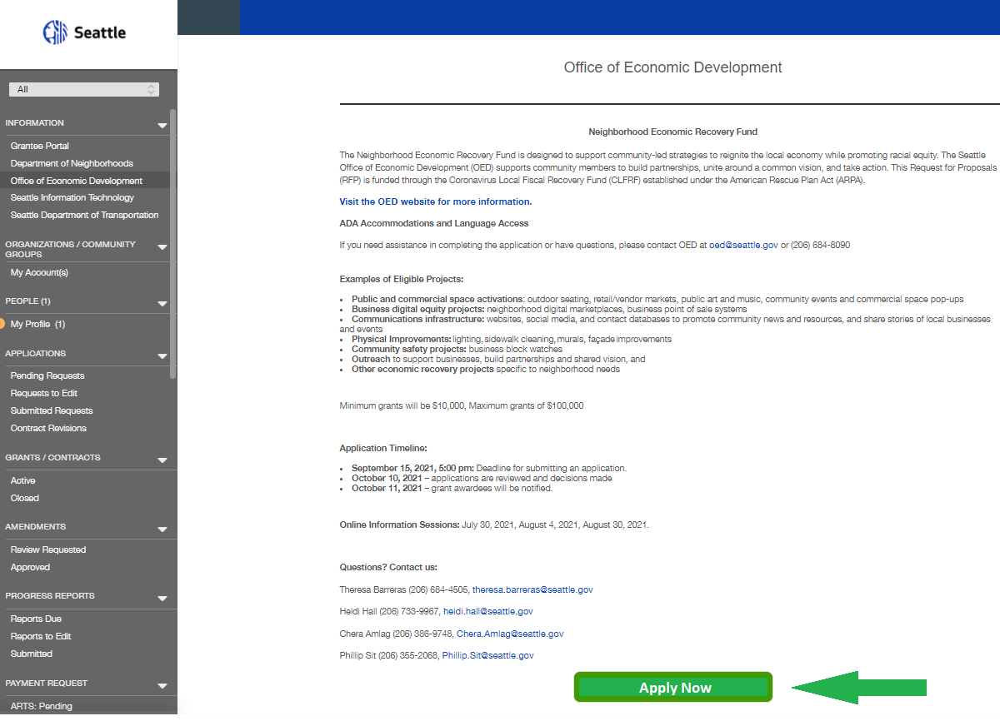 Seattle
All
INFORMATION
Grantee Portal
Department of Neighborhoods
Office of Economic Development
Seattle Information Technology
Seattle Department of Transportation
ORGANIZATIONS / COMMUNITY
GROUPS
My Account(s)
PEOPLE (1)
My Profile (1)
APPLICATIONS
Pending Requests
Requests to Edit
Submitted Requests
Contract Revisions
GRANTS / CONTRACTS
Active
Closed
AMENDMENTS
Review Requested
Approved
PROGRESS REPORTS
Reports Due
Reports to Edit
Submitted
PAYMENT REQUEST
ARTS: Pending
Office of Economic Development
Neighborhood Economic Recovery Fund
The Neighborhood Economic Recovery Fund is designed to support community-led strategies to reignite the local economy while promoting racial equity. The Seattle
Office of Economic Development (OED) supports community members to build partnerships, unite around a common vision, and take action. This Request for Proposals
(RFP) is funded through the Coronavirus Local Fiscal Recovery Fund (CLFRF) established under the American Rescue Plan Act (ARPA).
Visit the OED website for more information.
ADA Accommodations and Language Access
If you need assistance in completing the application or have questions, please contact OED at oed@seattle.gov or (206) 684-8090
Examples of Eligible Projects:
• Public and commercial space activations: outdoor seating, retail/vendor markets, public art and music, community events and commercial space pop-ups
• Business digital equity projects: neighborhood digital marketplaces, business point of sale systems
• Communications infrastructure: websites, social media, and contact databases to promote community news and resources, and share stories of local businesses
and events
• Physical Improvements: lighting, sidewalk cleaning, murals, façade improvements
• Community safety projects: business block watches
• Outreach to support businesses, build partnerships and shared vision, and
• Other economic recovery projects specific to neighborhood needs
Minimum grants will be $10,000, Maximum grants of $100,000
Application Timeline:
• September 15, 2021, 5:00 pm: Deadline for submitting an application.
• October 10, 2021 – applications are reviewed and decisions made
• October 11, 2021 – grant awardees will be notified.
Online Information Sessions: July 30, 2021, August 4, 2021, August 30, 2021.
Questions? Contact us:
Theresa Barreras (206) 684-4505, theresa.barreras@seattle.gov
Heidi Hall (206) 733-9967, heidi.hall@seattle.gov
Chera Amlag (206) 386-9748, Chera.Amlag@seattle.gov
Phillip Sit (206) 355-2068, Phillip.Sit@seattle.gov
Apply Now